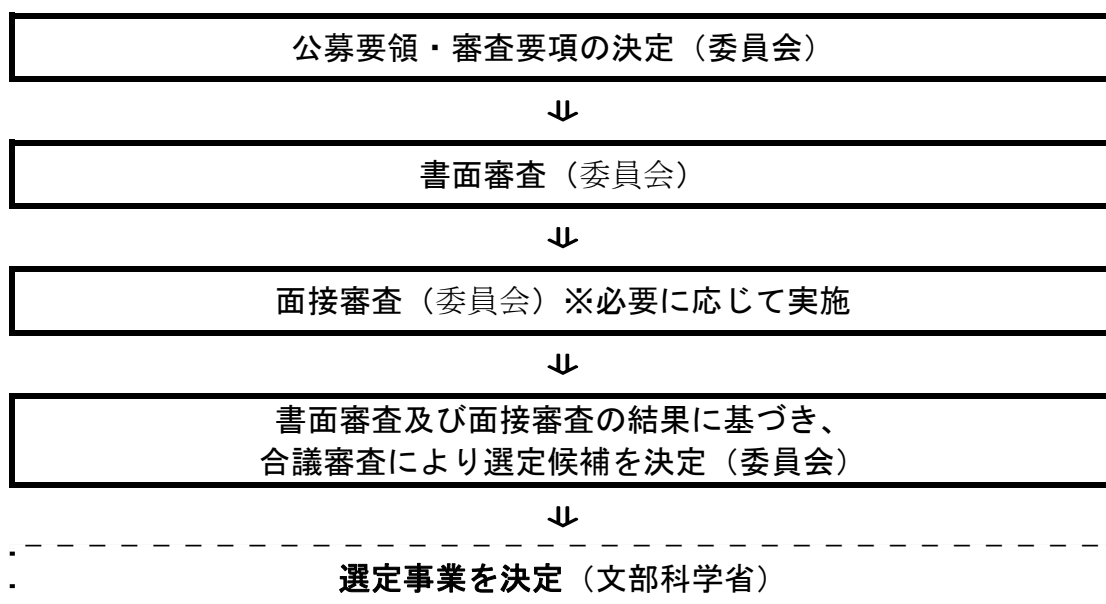 公募要領・審査要項の決定（委員会）
⇓
書面審査（委員会）
⇓
面接審査（委員会）※必要に応じて実施
⇓
書面審査及び面接審査の結果に基づき、
合議審査により選定候補を決定（委員会）
⇓
選定事業を決定（文部科学省）